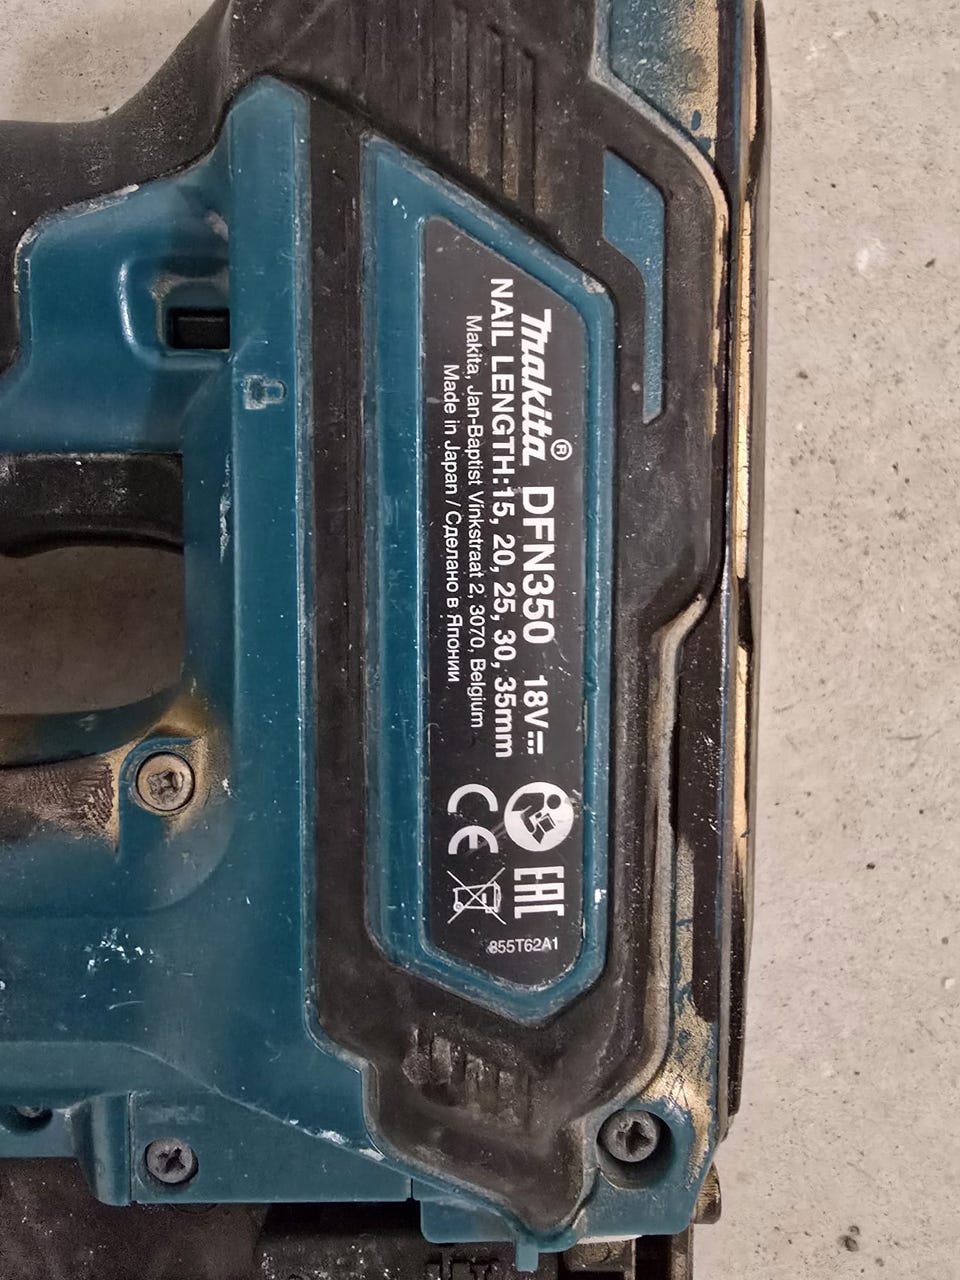 makita® DFN350 18V
NAIL LENGTH:15, 20, 25, 30, 35mm
Makita, Jan-Baptist Vinkstraat 2, 3070, Belgium
Made in Japan / Сделано в Японии
CE
EAC
855T62A1